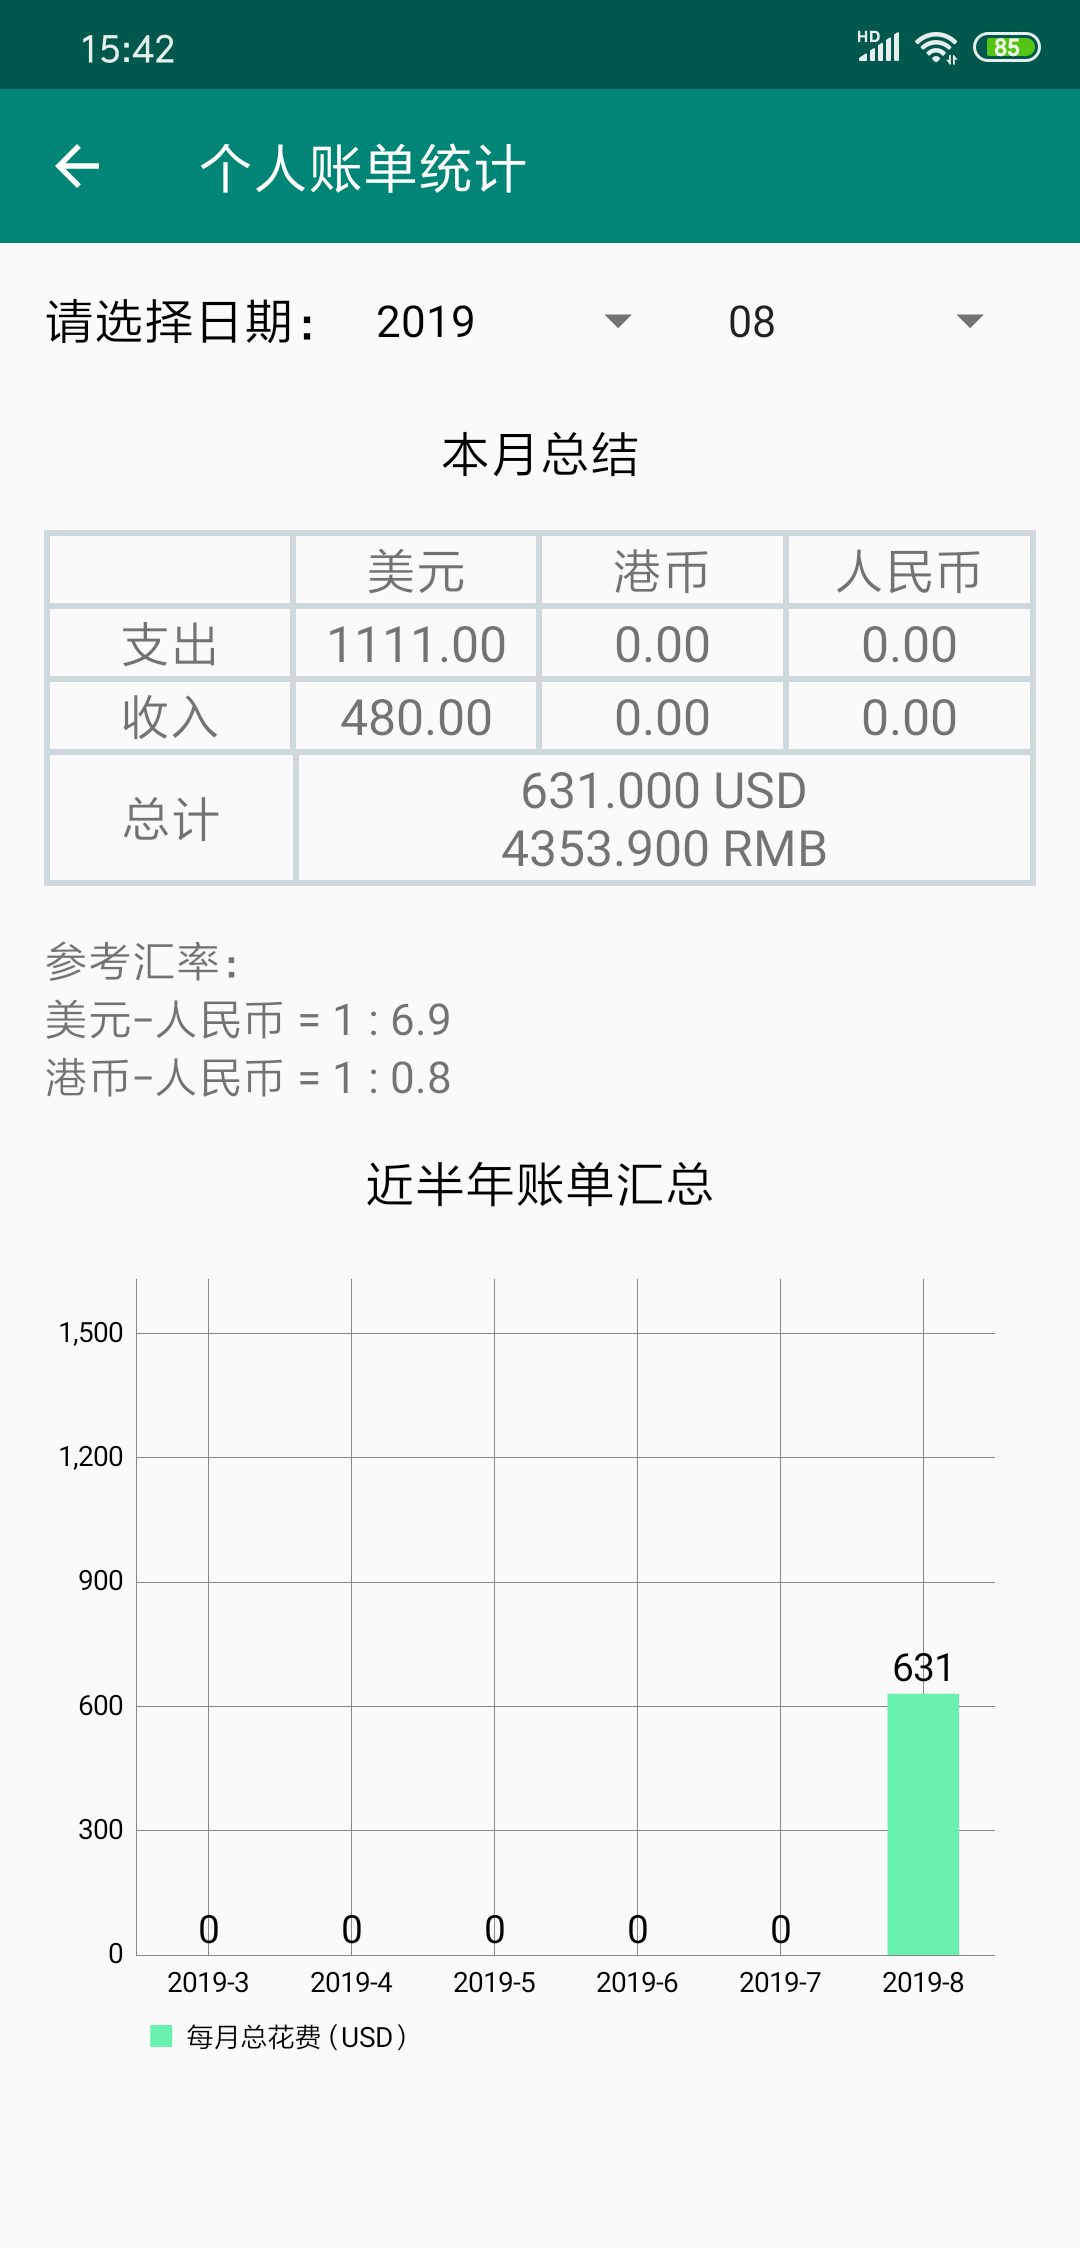 15:42 HD 85
个人账单统计
请选择日期： 2019 08
本月总结
美元 港币 人民币
支出 1111.00 0.00 0.00
收入 480.00 0.00 0.00
总计 631.000 USD
4353.900 RMB
参考汇率：
美元-人民币 = 1 : 6.9
港币-人民币 = 1 : 0.8
近半年账单汇总
1,500
1,200
900
631
600
300
0 0 0 0 0
0
2019-3 2019-4 2019-5 2019-6 2019-7 2019-8
每月总花费（USD）